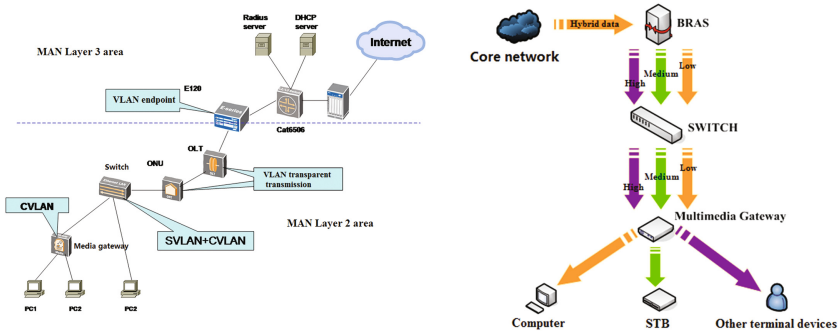 Radius
server
DHCP
server
MAN Layer 3 area
Internet
E120
VLAN endpoint
Cat6506
OLT
ONU
Switch
VLAN transparent
transmission
CVLAN
MAN Layer 2 area
Media gateway
SVLAN+CVLAN
PC1
PC2
PC2
Hybrid data
BRAS
Core network
High
Medium
Low
SWITCH
High
Medium
Low
Multimedia Gateway
Computer
STB
Other terminal devices